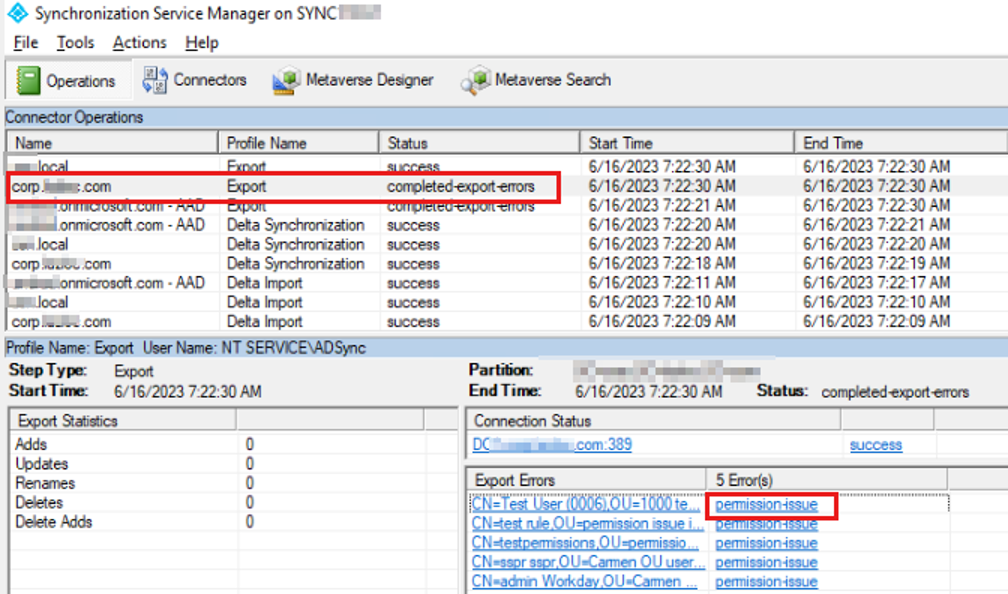 Synchronization Service Manager on SYNC
File Tools Actions Help
Operations Connectors Metaverse Designer Metaverse Search
Connector Operations
Name Profile Name Status Start Time End Time
.local Export success 6/16/2023 7:22:30 AM 6/16/2023 7:22:30 AM
corp. .com Export completed-export-errors 6/16/2023 7:22:30 AM 6/16/2023 7:22:30 AM
.onmicrosoft.com - AAD Export completed-export-errors 6/16/2023 7:22:21 AM 6/16/2023 7:22:30 AM
.onmicrosoft.com - AAD Delta Synchronization success 6/16/2023 7:22:20 AM 6/16/2023 7:22:21 AM
.local Delta Synchronization success 6/16/2023 7:22:20 AM 6/16/2023 7:22:20 AM
corp. .com Delta Synchronization success 6/16/2023 7:22:18 AM 6/16/2023 7:22:19 AM
.onmicrosoft.com - AAD Delta Import success 6/16/2023 7:22:11 AM 6/16/2023 7:22:17 AM
.local Delta Import success 6/16/2023 7:22:10 AM 6/16/2023 7:22:10 AM
corp. .com Delta Import success 6/16/2023 7:22:09 AM 6/16/2023 7:22:09 AM
Profile Name: Export User Name: NT SERVICE\ADSync
Step Type: Export Partition:
Start Time: 6/16/2023 7:22:30 AM End Time: 6/16/2023 7:22:30 AM Status: completed-export-errors
Export Statistics
Adds 0
Updates 0
Renames 0
Deletes 0
Delete Adds 0
Connection Status
DC .com:389 success
Export Errors 5 Error(s)
CN=Test User (0006),OU=1000 te... permission-issue
CN=test rule,OU=permission issue i... permission-issue
CN=testpermissions,OU=permissio... permission-issue
CN=sspr sspr,OU=Carmen OU user... permission-issue
CN=admin Workday,OU=Carmen ... permission-issue